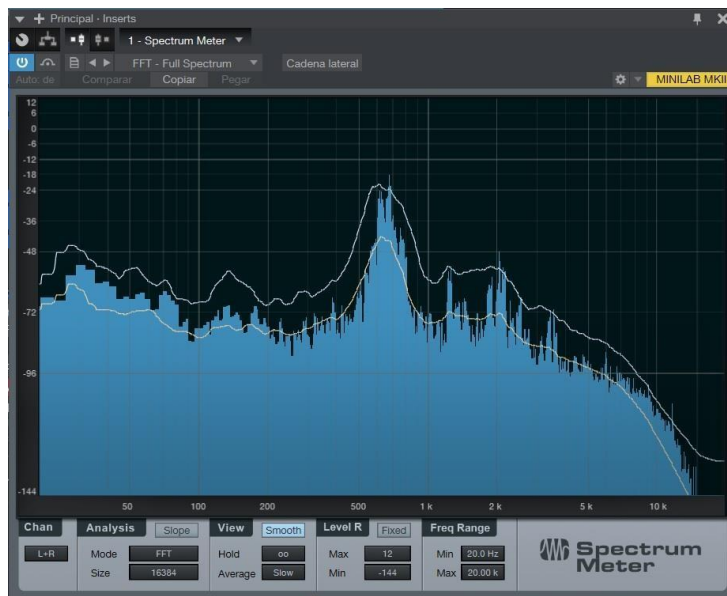 Principal · Inserts
1 - Spectrum Meter
FFT - Full Spectrum
Cadena lateral
Auto: de
Comparar
Copiar
Pegar
MINILAB MKII
12
6
0
-6
-12
-18
-24
-36
-48
-72
-96
-144
50 100 200 500 1 k 2 k 5 k 10 k
Chan
L+R
Analysis Slope
Mode FFT
Size 16384
View Smooth
Hold oo
Average Slow
Level R Fixed
Max 12
Min -144
Freq Range
Min 20.0 Hz
Max 20.00 k
Spectrum
Meter